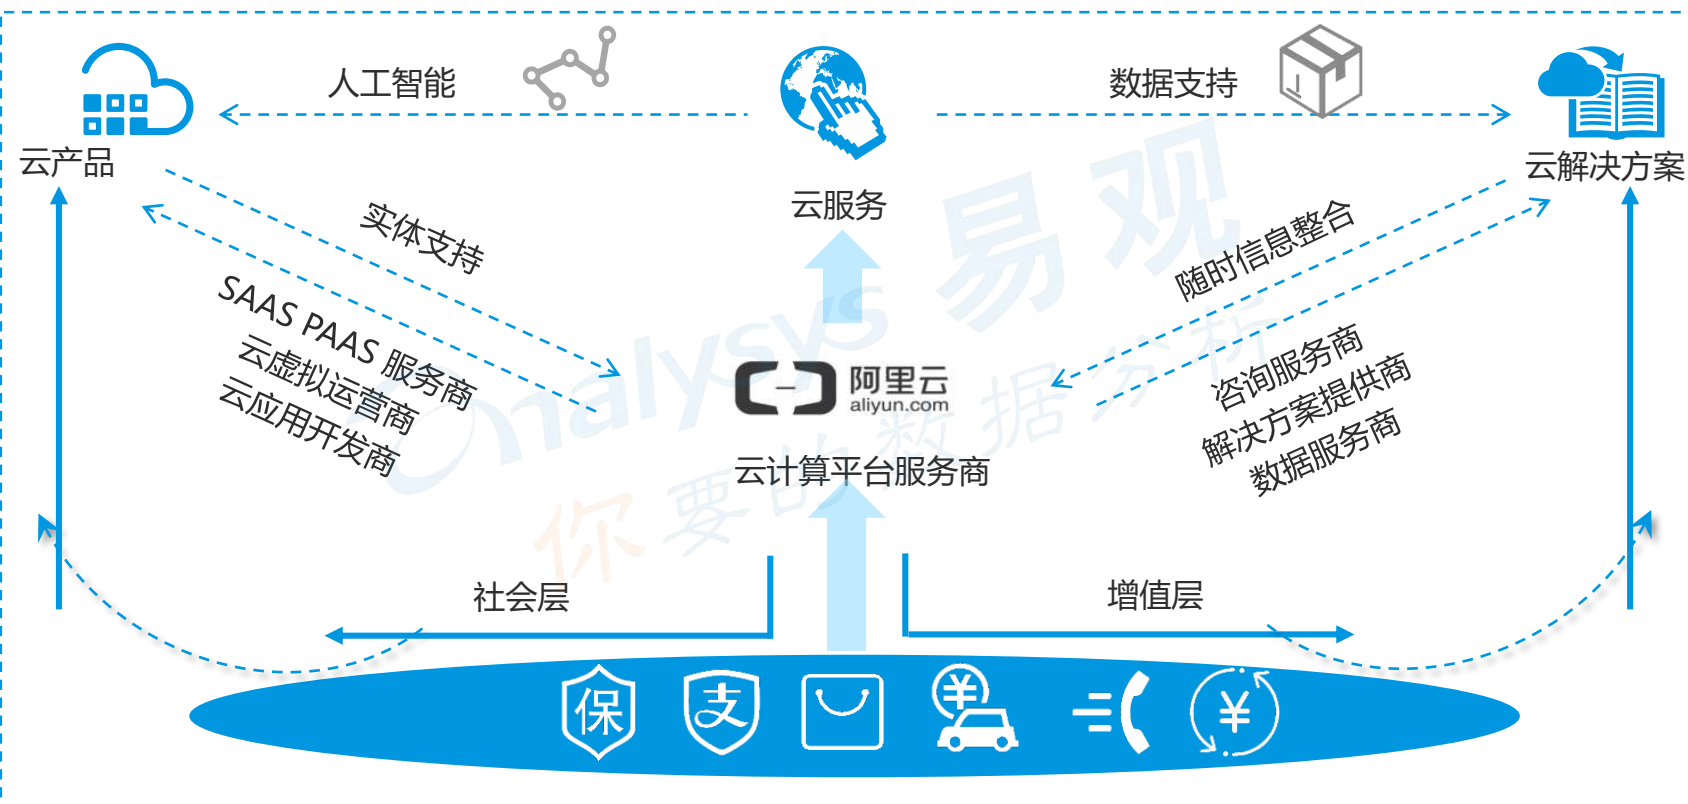 人工智能
数据支持
云产品
云服务
云解决方案
实体支持
SAAS PAAS 服务商
云虚拟运营商
云应用开发商
随时信息整合
咨询服务商
解决方案提供商
数据服务商
阿里云
aliyun.com
云计算平台服务商
analysys 易观
你要的数据分析
社会层
增值层
保
支
¥
¥